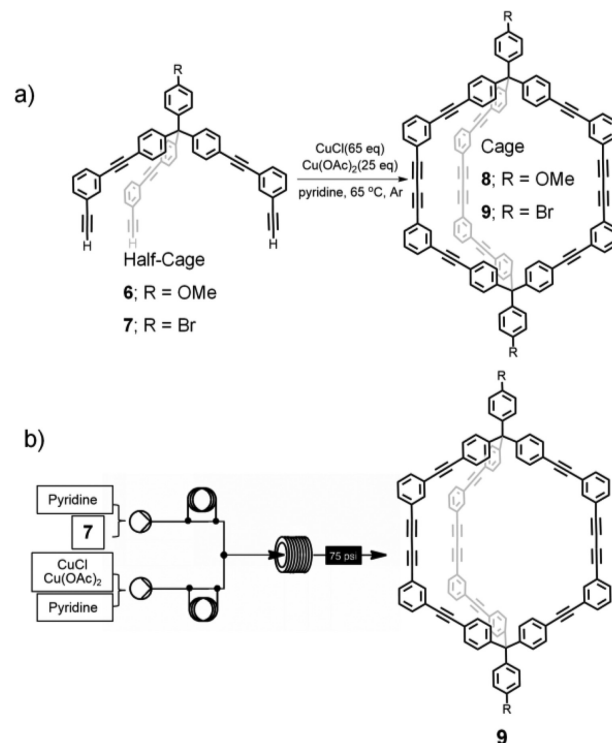 a)
R
H
H
H
Half-Cage
6; R = OMe
7; R = Br
CuCl(65 eq)
Cu(OAc)₂(25 eq)
pyridine, 65 °C, Ar
R
Cage
8; R = OMe
9; R = Br
R
b)
Pyridine
7
CuCl
Cu(OAc)₂
Pyridine
75 psi
R
R
9